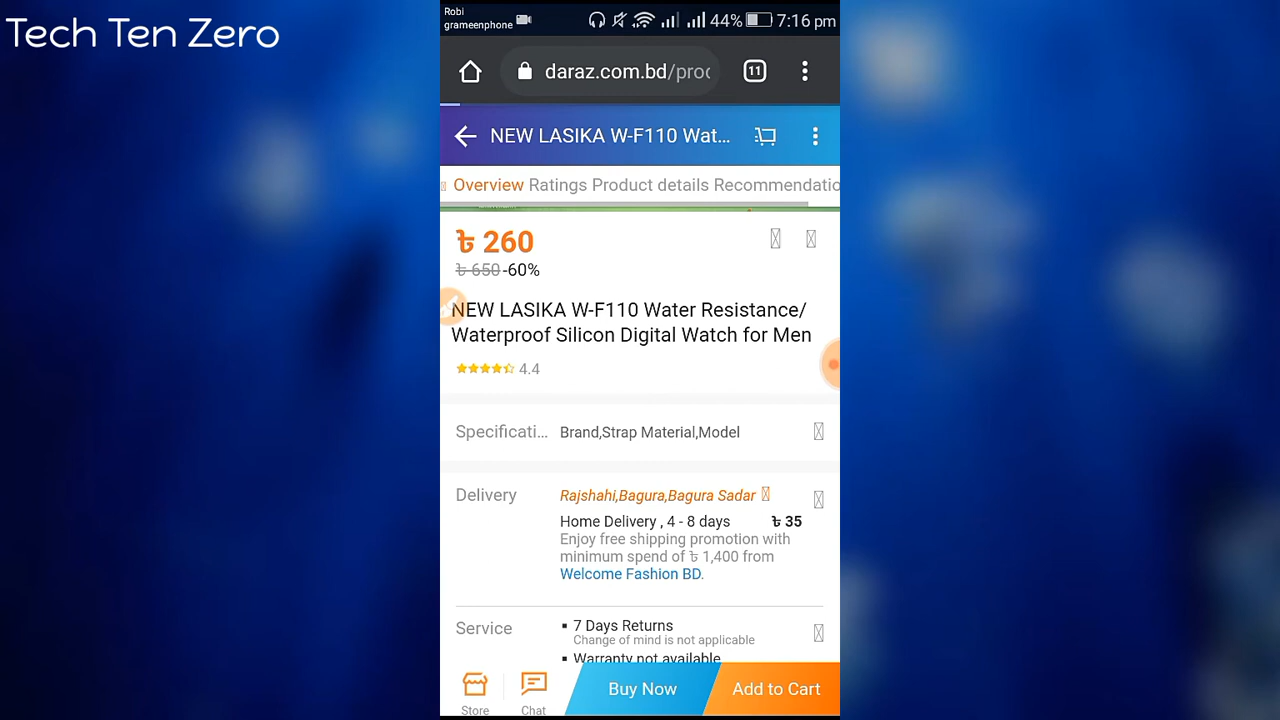 Tech Ten Zero
Robi
grameenphone
44% 7:16 pm
daraz.com.bd/proc
11
NEW LASIKA W-F110 Wat...
Overview Ratings Product details Recommendatio
৳ 260
৳ 650 -60%
NEW LASIKA W-F110 Water Resistance/
Waterproof Silicon Digital Watch for Men
4.4
Specificati... Brand,Strap Material,Model
Delivery Rajshahi,Bagura,Bagura Sadar
Home Delivery , 4 - 8 days ৳ 35
Enjoy free shipping promotion with
minimum spend of ৳ 1,400 from
Welcome Fashion BD.
Service ▪ 7 Days Returns
Change of mind is not applicable
▪ Warranty not available
Store Chat Buy Now Add to Cart